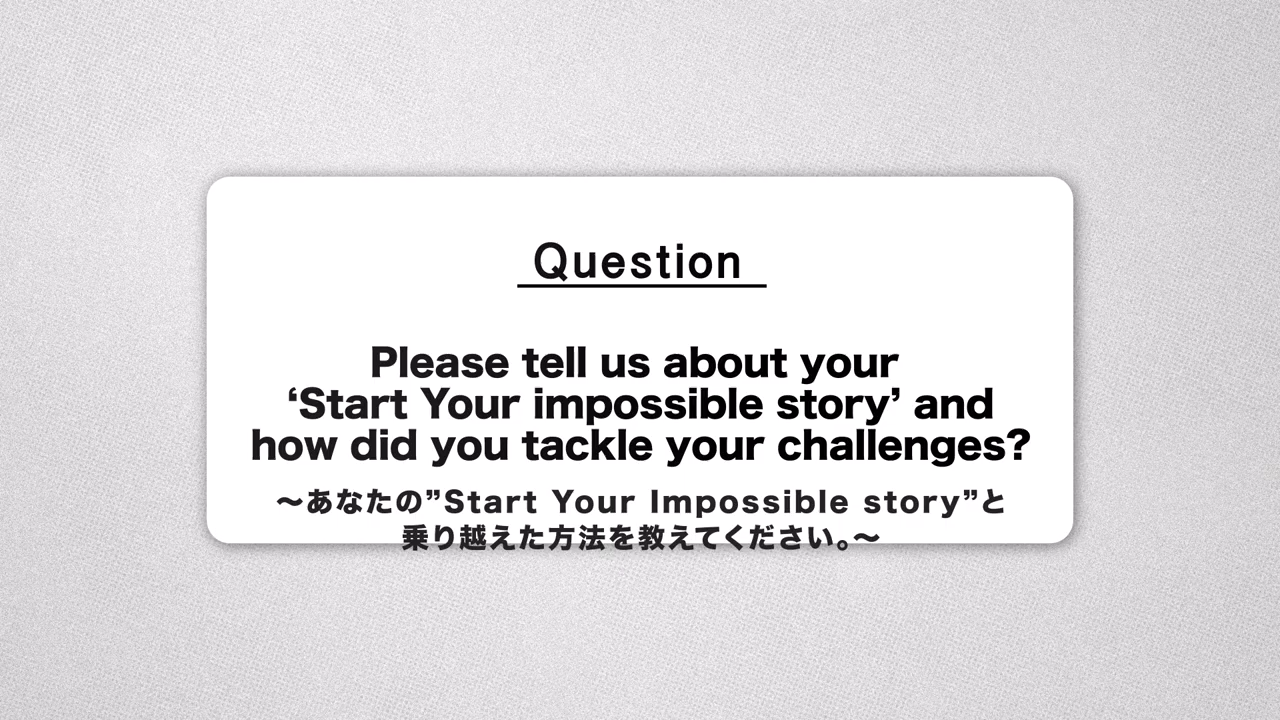 Question
Please tell us about your
‘Start Your impossible story’ and
how did you tackle your challenges?
～あなたの”Start Your Impossible story”と
乗り越えた方法を教えてください。～